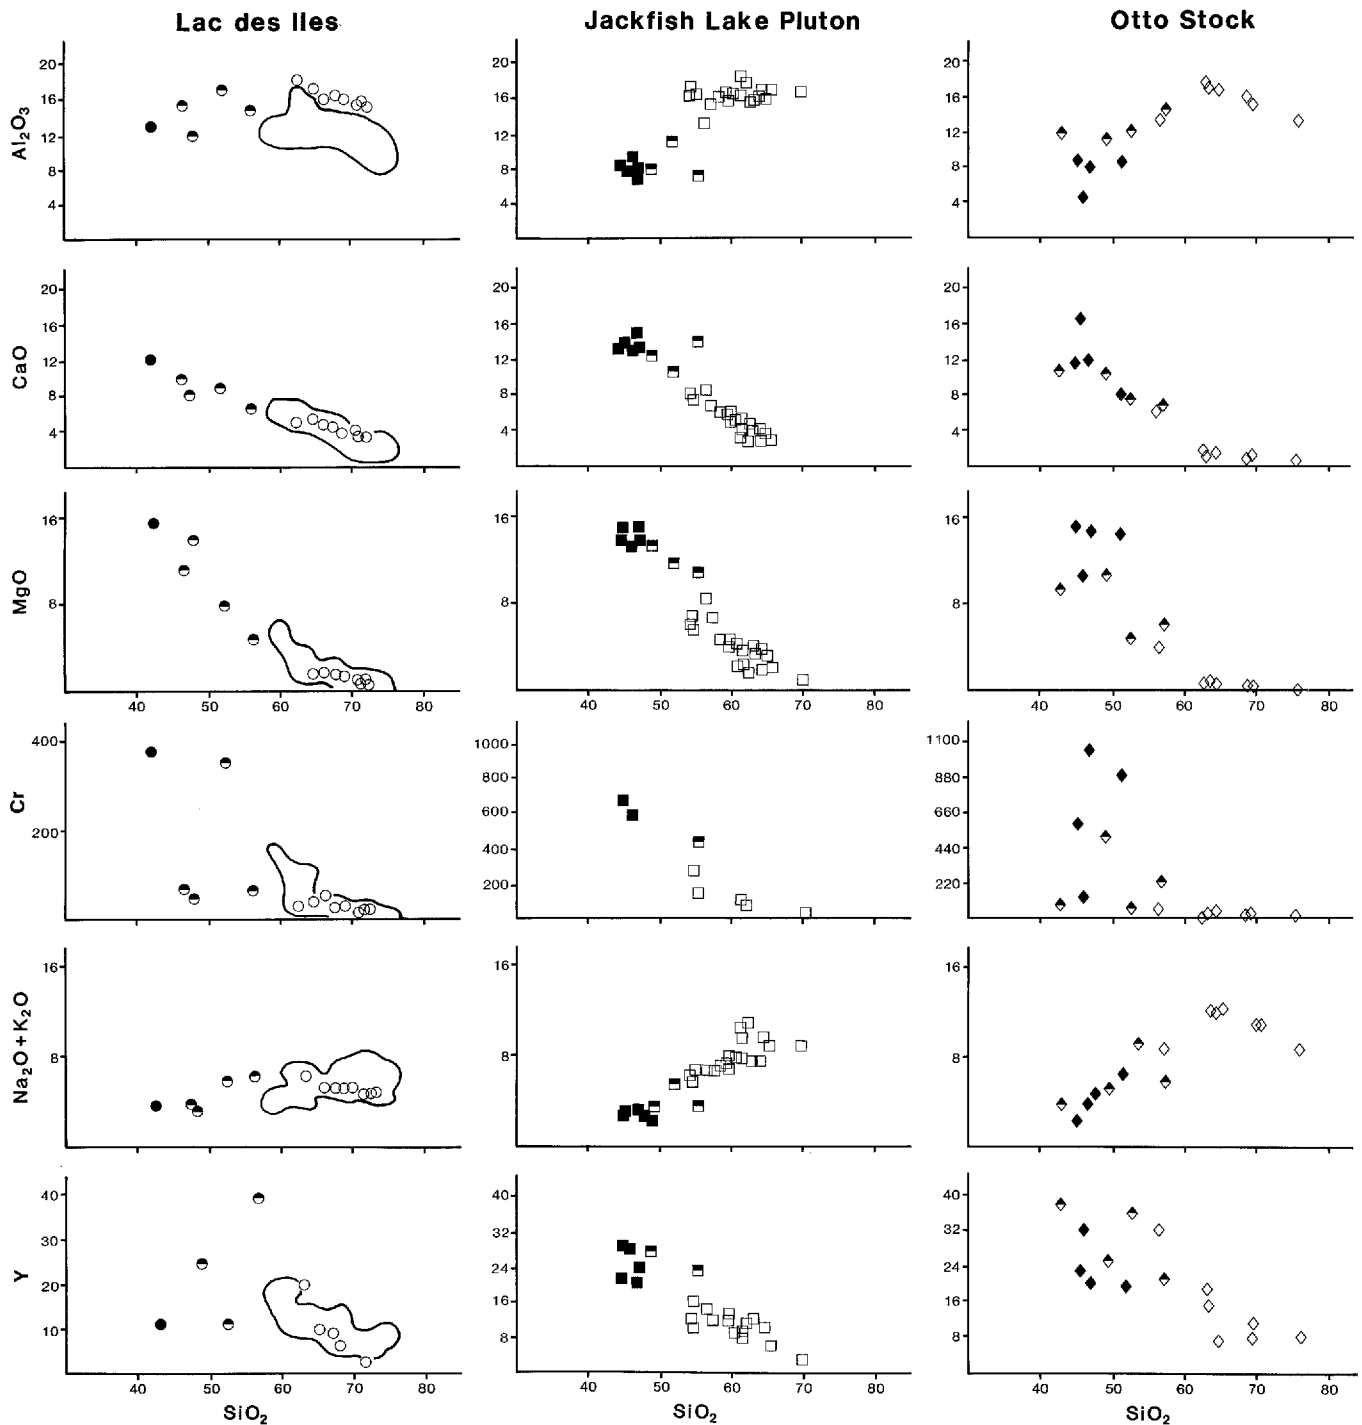 Lac des Iles Jackfish Lake Pluton Otto Stock
Al₂O₃
20 16 12 8 4
20 16 12 8 4
20 16 12 8 4
40 50 60 70 80
CaO
20 16 12 8 4
20 16 12 8 4
20 16 12 8 4
MgO
16 8
16 8
16 8
40 50 60 70 80
40 50 60 70 80
40 50 60 70 80
Cr
400 200
1000 800 600 400 200
1100 880 660 440 220
Na₂O+K₂O
16 8
16 8
16 8
Y
40 30 20 10
40 32 24 16 8
40 32 24 16 8
40 50 60 70 80
40 50 60 70 80
40 50 60 70 80
SiO₂ SiO₂ SiO₂